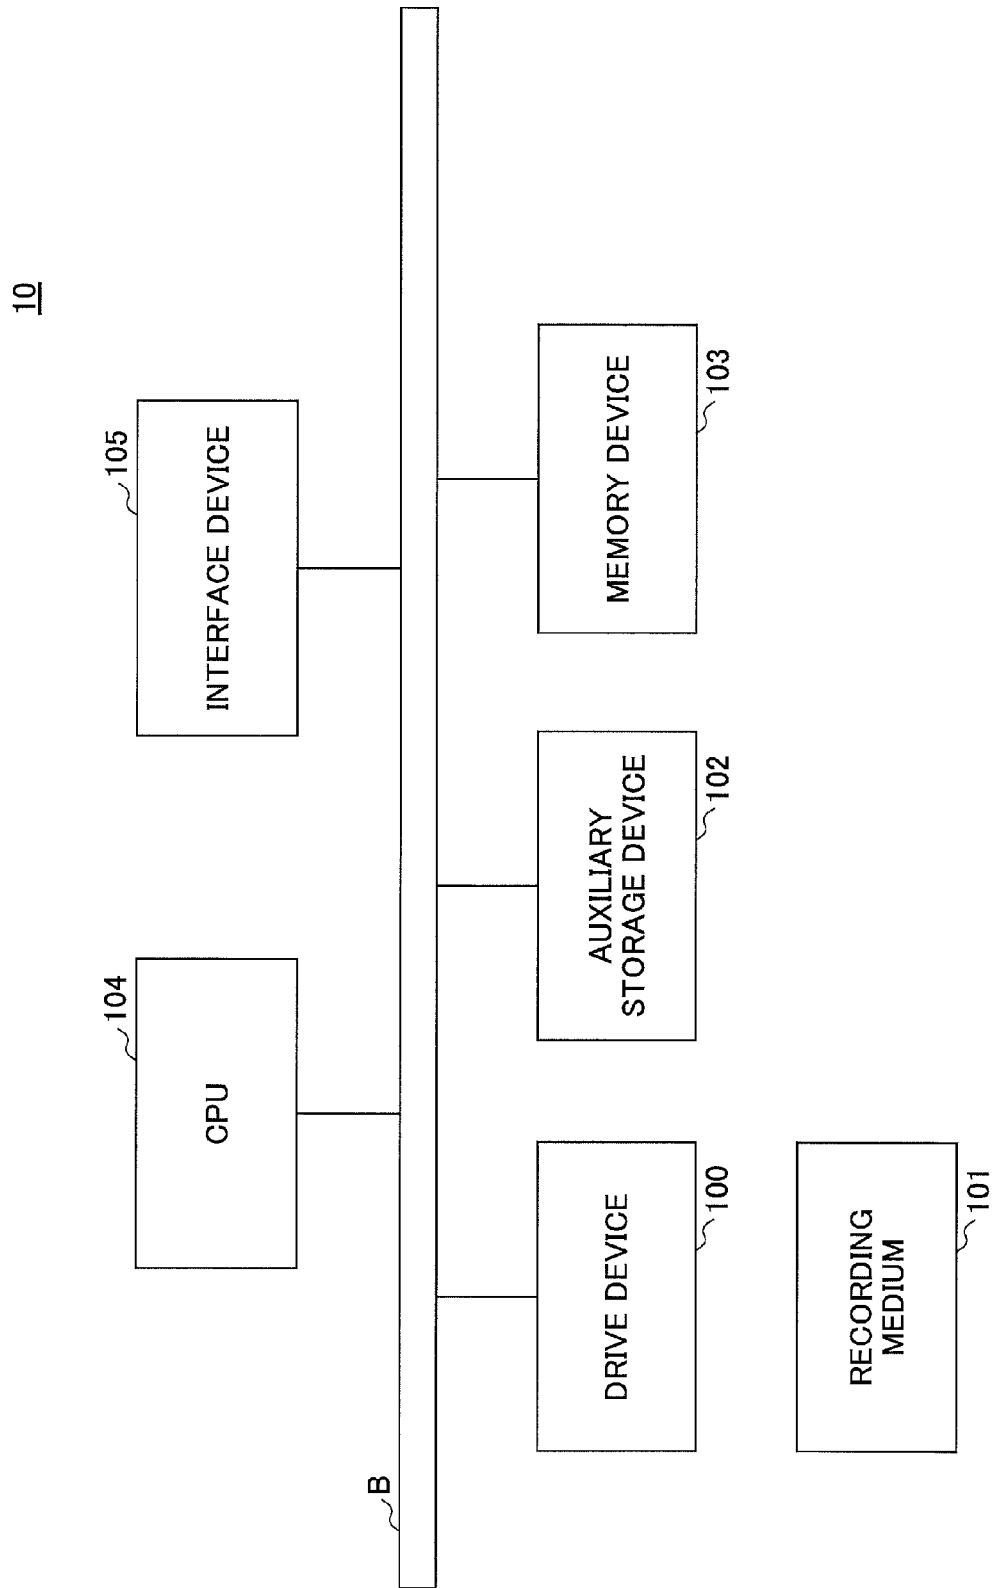 10
104
105
CPU
INTERFACE DEVICE
B
DRIVE DEVICE
AUXILIARY
STORAGE DEVICE
MEMORY DEVICE
100
102
103
RECORDING
MEDIUM
101